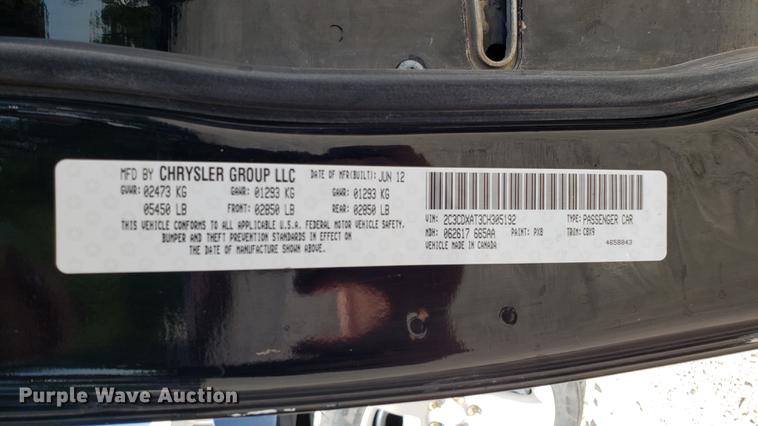 MFD BY CHRYSLER GROUP LLC DATE OF MFR(BUILT): JUN 12
GVWR: 02473 KG GAWR: 01293 KG GAWR: 01293 KG
05450 LB FRONT: 02850 LB REAR: 02850 LB
THIS VEHICLE CONFORMS TO ALL APPLICABLE U.S.A. FEDERAL MOTOR VEHICLE SAFETY,
BUMPER AND THEFT PREVENTION STANDARDS IN EFFECT ON
THE DATE OF MANUFACTURE SHOWN ABOVE.
VIN: 2C3CDXAT3CH305192 TYPE: PASSENGER CAR
MDH: 062617 665AA PAINT: PX8 TRIM: C8X9
VEHICLE MADE IN CANADA
4658843
Purple Wave Auction